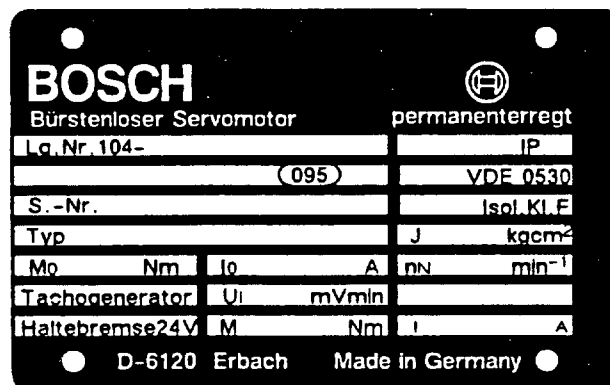 BOSCH
Bürstenloser Servomotor permanenterregt
Lg.Nr.104- IP
095 VDE 0530
S.-Nr. Isol.Kl.F
Typ J kgcm²
Mo Nm Io A nN min⁻¹
Tachogenerator Ui mVmin
Haltebremse24V M Nm I A
D-6120 Erbach Made in Germany